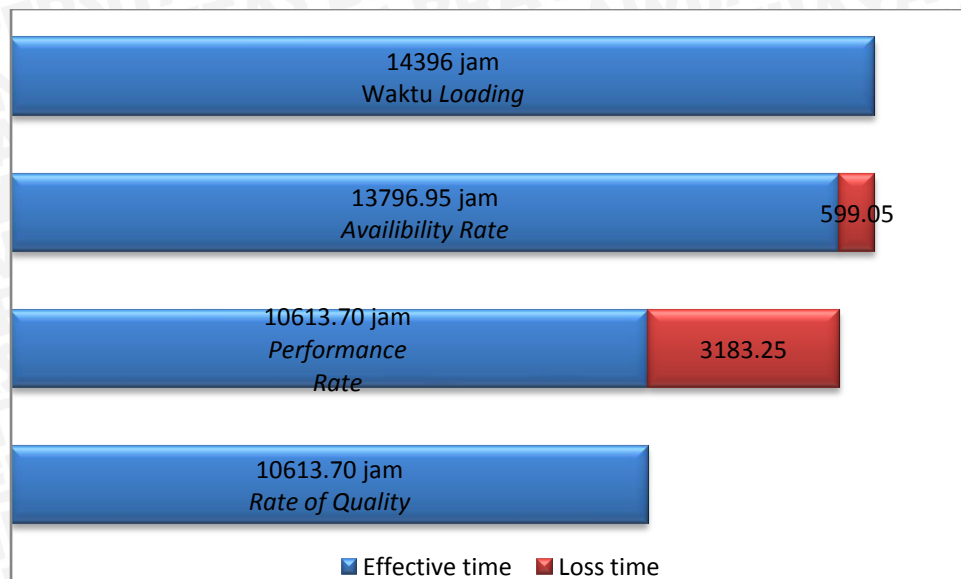 14396 jam
Waktu Loading
13796.95 jam
Availibility Rate
599.05
10613.70 jam
Performance
Rate
3183.25
10613.70 jam
Rate of Quality
Effective time
Loss time